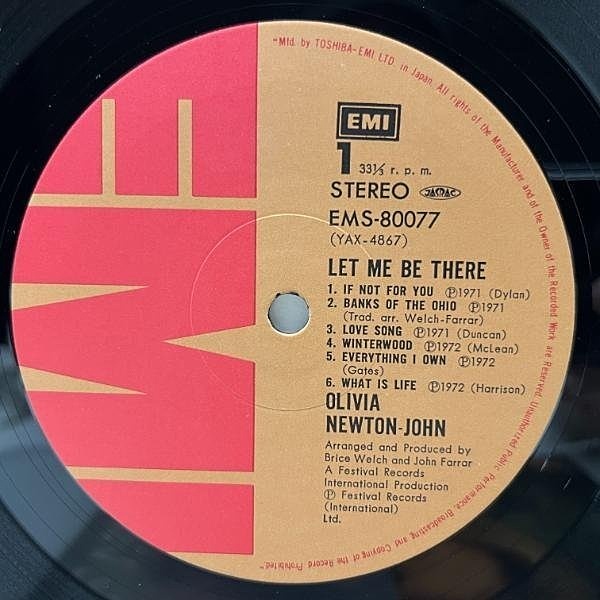 "Mfd. by TOSHIBA-EMI LTD. in Japan. All rights of the Manufacturer and of the Owner of the Recorded Work are Reserved. Unauthorized Public Performance, Broadcasting and Copying of the Record Prohibited"
EMI
EMI
1 33⅓ r.p.m.
STEREO JASRAC
EMS-80077
(YAX-4867)
LET ME BE THERE
1. IF NOT FOR YOU ℗1971 (Dylan)
2. BANKS OF THE OHIO ℗1971
(Trad. arr. Welch-Farrar)
3. LOVE SONG ℗1971 (Duncan)
4. WINTERWOOD ℗1972 (McLean)
5. EVERYTHING I OWN ℗1972
(Gates)
6. WHAT IS LIFE ℗1972 (Harrison)
OLIVIA
NEWTON-JOHN
Arranged and Produced by
Brice Welch and John Farrar
A Festival Records
International Production
℗ Festival Records
(International)
Ltd.